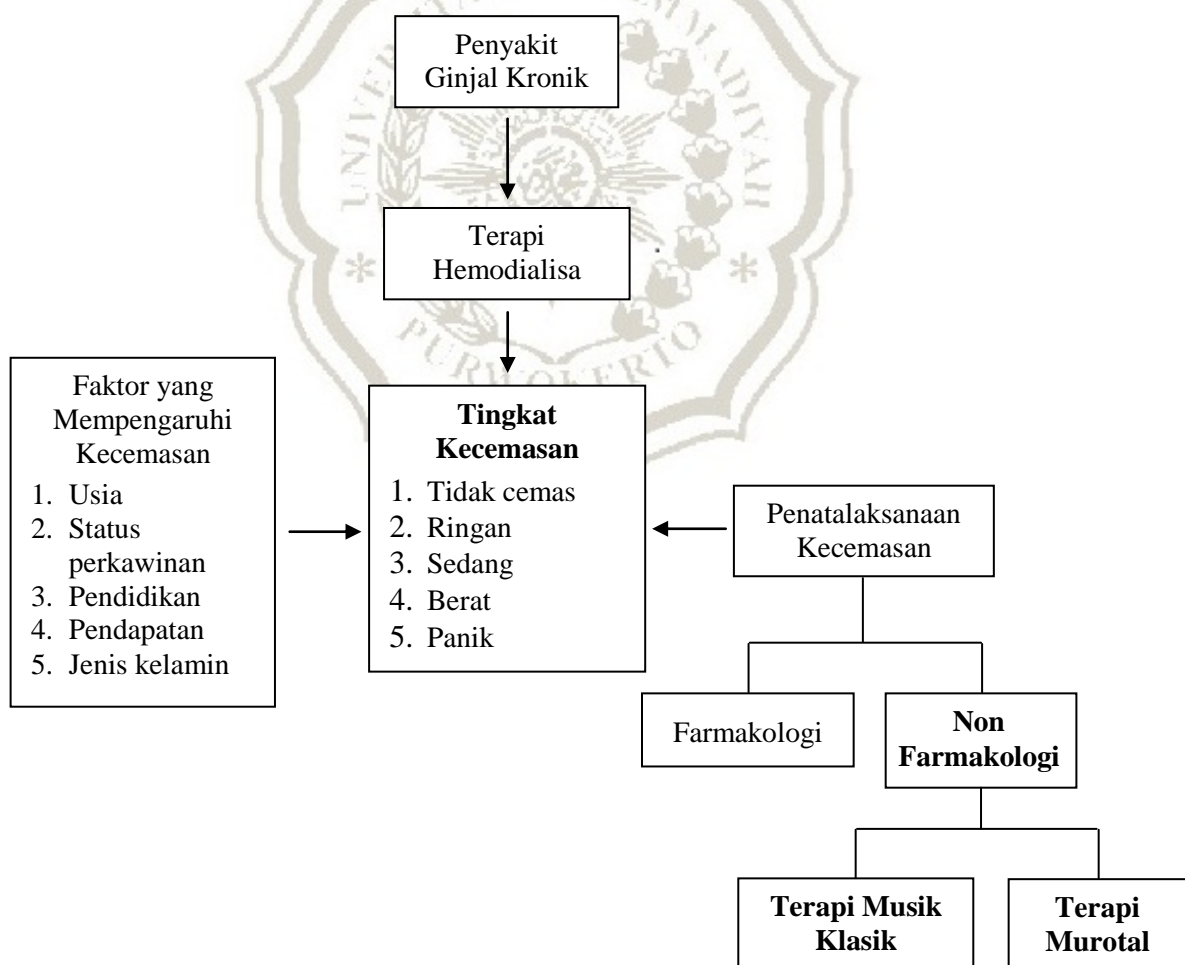 Penyakit
Ginjal Kronik
Terapi
Hemodialisa
Faktor yang
Mempengaruhi
Kecemasan
1. Usia
2. Status
perkawinan
3. Pendidikan
4. Pendapatan
5. Jenis kelamin
Tingkat
Kecemasan
1. Tidak cemas
2. Ringan
3. Sedang
4. Berat
5. Panik
Penatalaksanaan
Kecemasan
Farmakologi
Non
Farmakologi
Terapi Musik
Klasik
Terapi
Murotal
PURWOKERTO